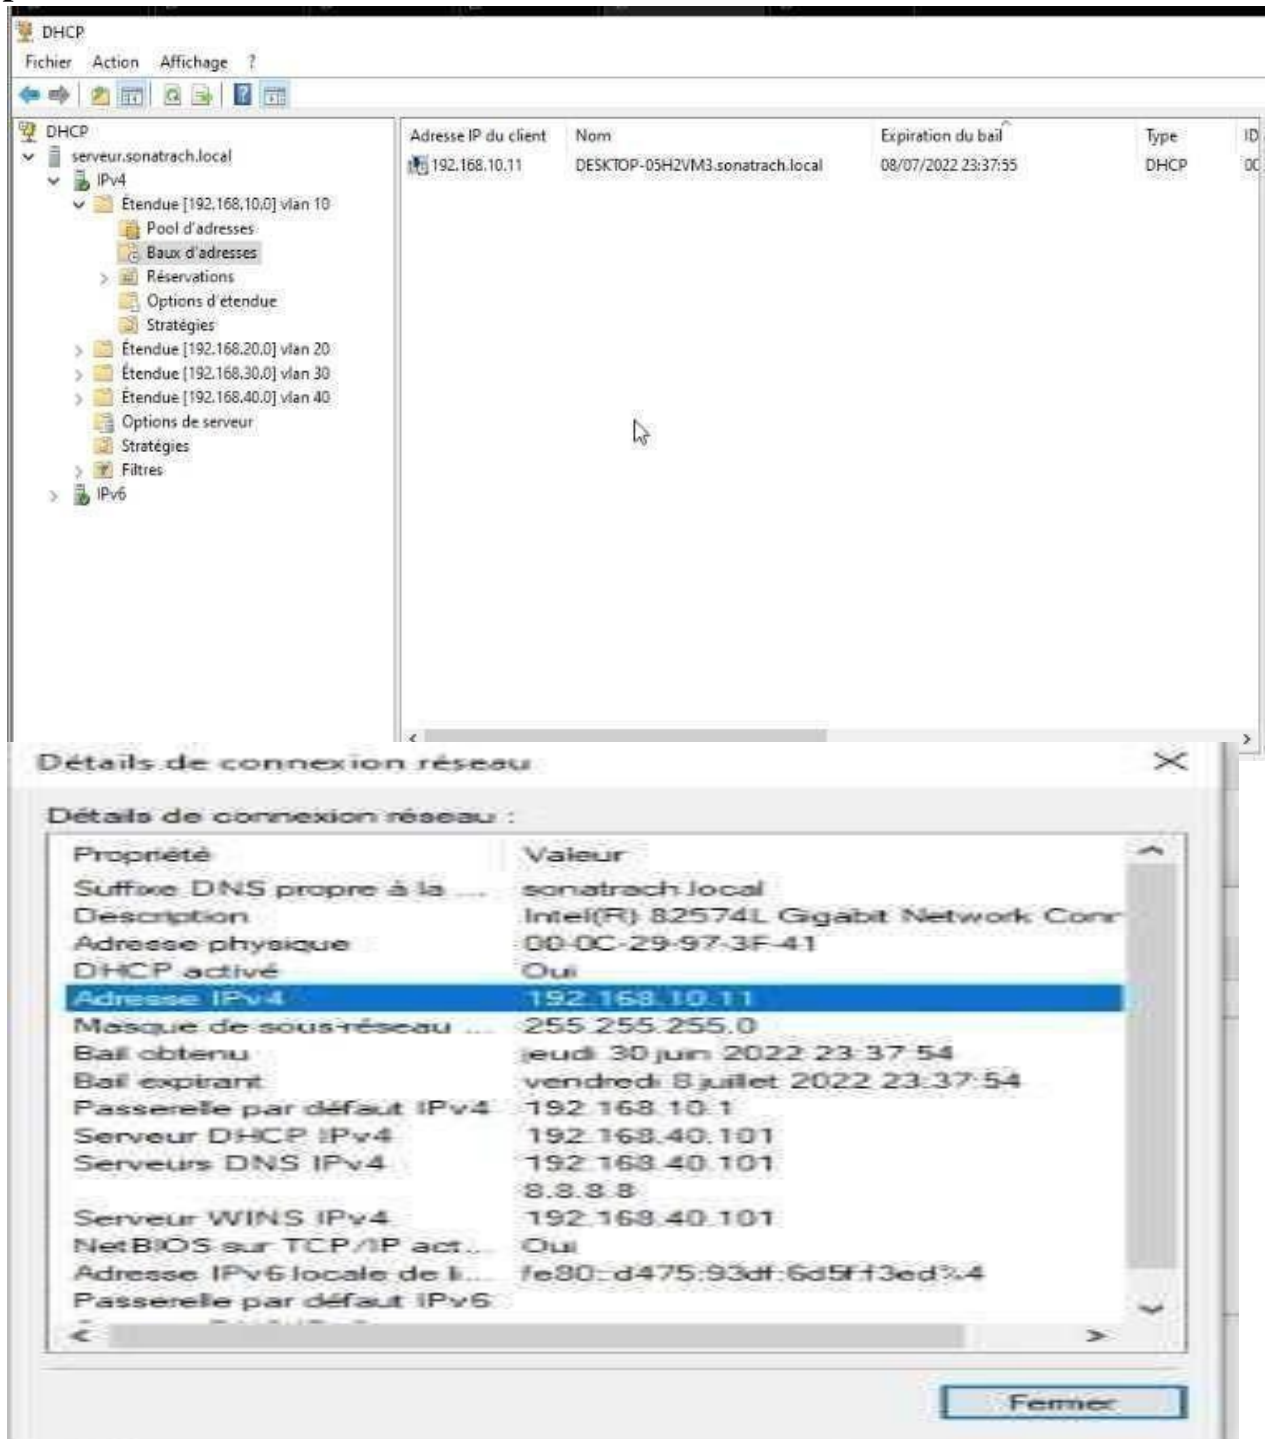 DHCP
Fichier Action Affichage ?
DHCP
serveur.sonatrach.local
IPv4
Étendue [192.168.10.0] vlan 10
Pool d'adresses
Baux d'adresses
Réservations
Options d'étendue
Stratégies
Étendue [192.168.20.0] vlan 20
Étendue [192.168.30.0] vlan 30
Étendue [192.168.40.0] vlan 40
Options de serveur
Stratégies
Filtres
IPv6
Adresse IP du client Nom Expiration du bail Type ID
192.168.10.11 DESKTOP-05H2VM3.sonatrach.local 08/07/2022 23:37:55 DHCP 00
Détails de connexion réseau
Détails de connexion réseau :
Propriété Valeur
Suffixe DNS propre à la ... sonatrach.local
Description Intel(R) 82574L Gigabit Network Conr
Adresse physique 00-0C-29-97-3F-41
DHCP activé Oui
Adresse IPv4 192.168.10.11
Masque de sous-réseau ... 255.255.255.0
Bail obtenu jeudi 30 juin 2022 23:37:54
Bail expirant vendredi 8 juillet 2022 23:37:54
Passerelle par défaut IPv4 192.168.10.1
Serveur DHCP IPv4 192.168.40.101
Serveurs DNS IPv4 192.168.40.101
8.8.8.8
Serveur WINS IPv4 192.168.40.101
NetBIOS sur TCP/IP act... Oui
Adresse IPv6 locale de li... fe80::d475:93df:6d5f:f3ed%4
Passerelle par défaut IPv6
Fermer